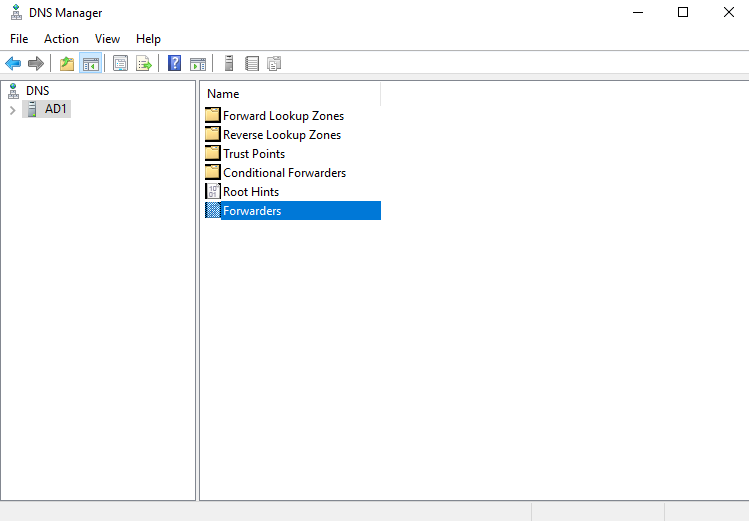 DNS Manager
File Action View Help
DNS
AD1
Name
Forward Lookup Zones
Reverse Lookup Zones
Trust Points
Conditional Forwarders
Root Hints
Forwarders